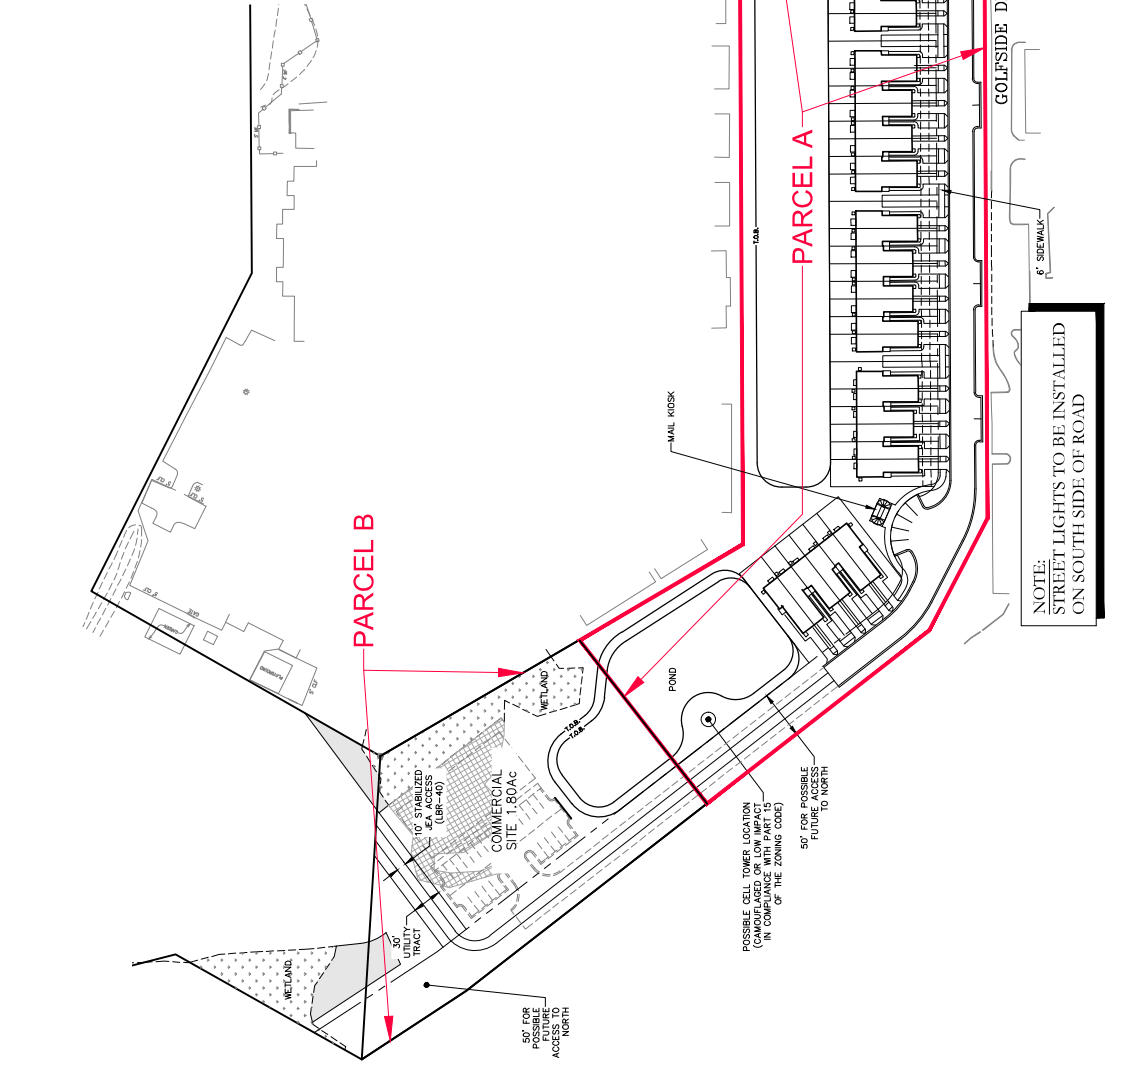 GOLFSIDE D
PARCEL A
T.O.B.
6' SIDEWALK
MAIL KIOSK
NOTE:
STREET LIGHTS TO BE INSTALLED
ON SOUTH SIDE OF ROAD
PARCEL B
GATE
CANOPY
PLAYGROUND
WETLAND
POND
T.O.B.
T.O.B.
10' STABILIZED
JEA ACCESS
(LBR-40)
COMMERCIAL
SITE 1.80Ac
50' FOR POSSIBLE
FUTURE ACCESS
TO NORTH
POSSIBLE CELL TOWER LOCATION
(CAMOUFLAGED OR LOW IMPACT
IN COMPLIANCE WITH PART 15
OF THE ZONING CODE)
30'
UTILITY
TRACT
WETLAND
50' FOR
POSSIBLE
FUTURE
ACCESS TO
NORTH